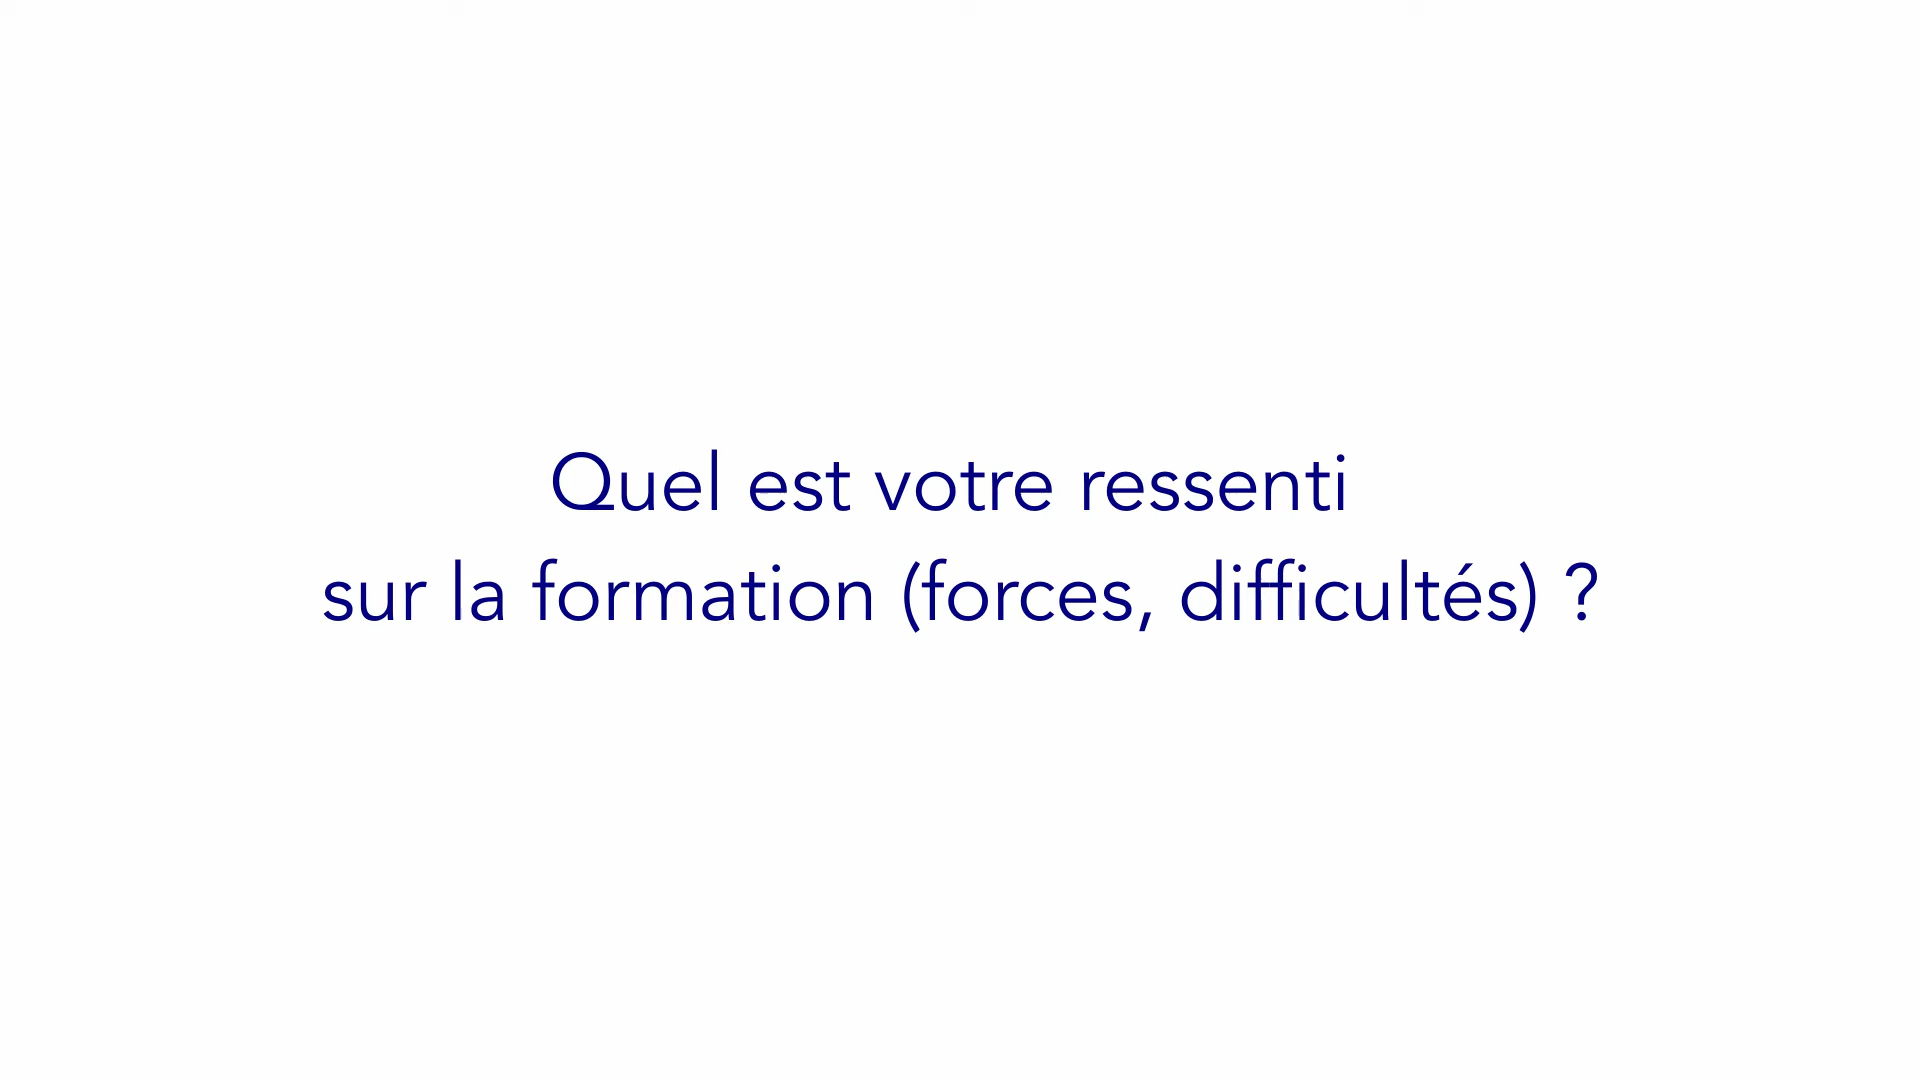 Quel est votre ressenti
sur la formation (forces, difficultés) ?